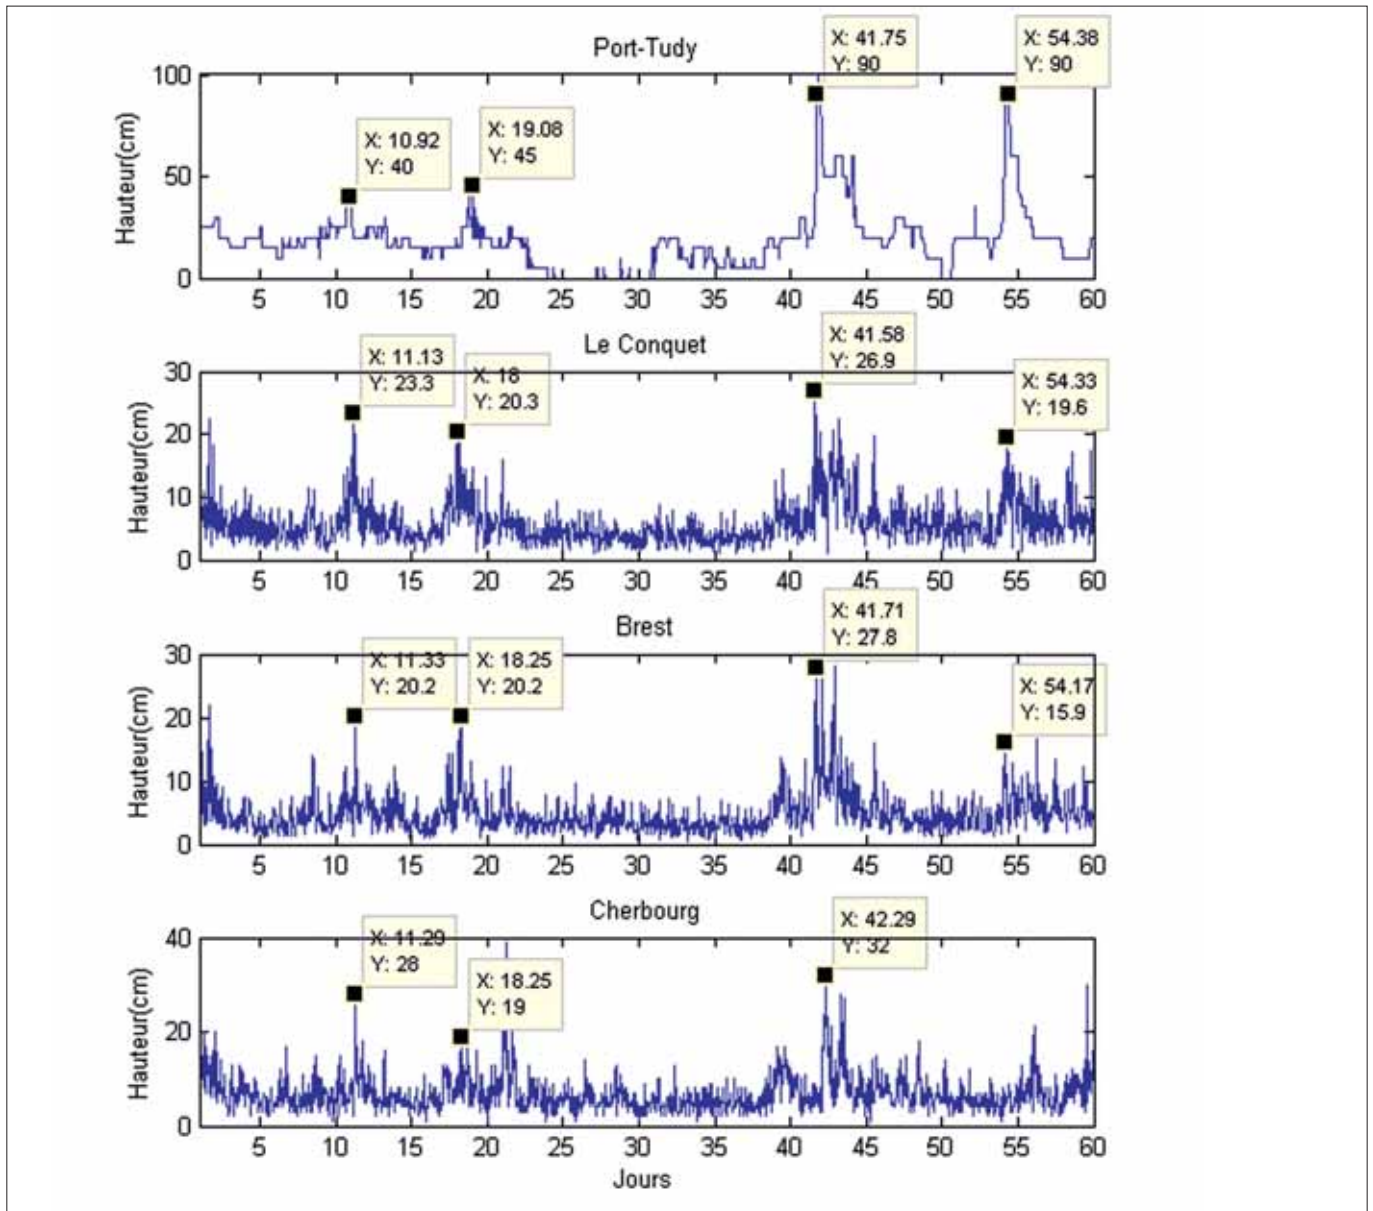 Port-Tudy
X: 41.75
Y: 90
X: 54.38
Y: 90
X: 10.92
Y: 40
X: 19.08
Y: 45
Hauteur(cm)
100
50
0
5 10 15 20 25 30 35 40 45 50 55 60
Le Conquet
X: 11.13
Y: 23.3
X: 18
Y: 20.3
X: 41.58
Y: 26.9
X: 54.33
Y: 19.6
Hauteur(cm)
30
20
10
0
5 10 15 20 25 30 35 40 45 50 55 60
Brest
X: 11.33
Y: 20.2
X: 18.25
Y: 20.2
X: 41.71
Y: 27.8
X: 54.17
Y: 15.9
Hauteur(cm)
30
20
10
0
5 10 15 20 25 30 35 40 45 50 55 60
Cherbourg
X: 11.29
Y: 28
X: 18.25
Y: 19
X: 42.29
Y: 32
Hauteur(cm)
40
20
0
5 10 15 20 25 30 35 40 45 50 55 60
Jours